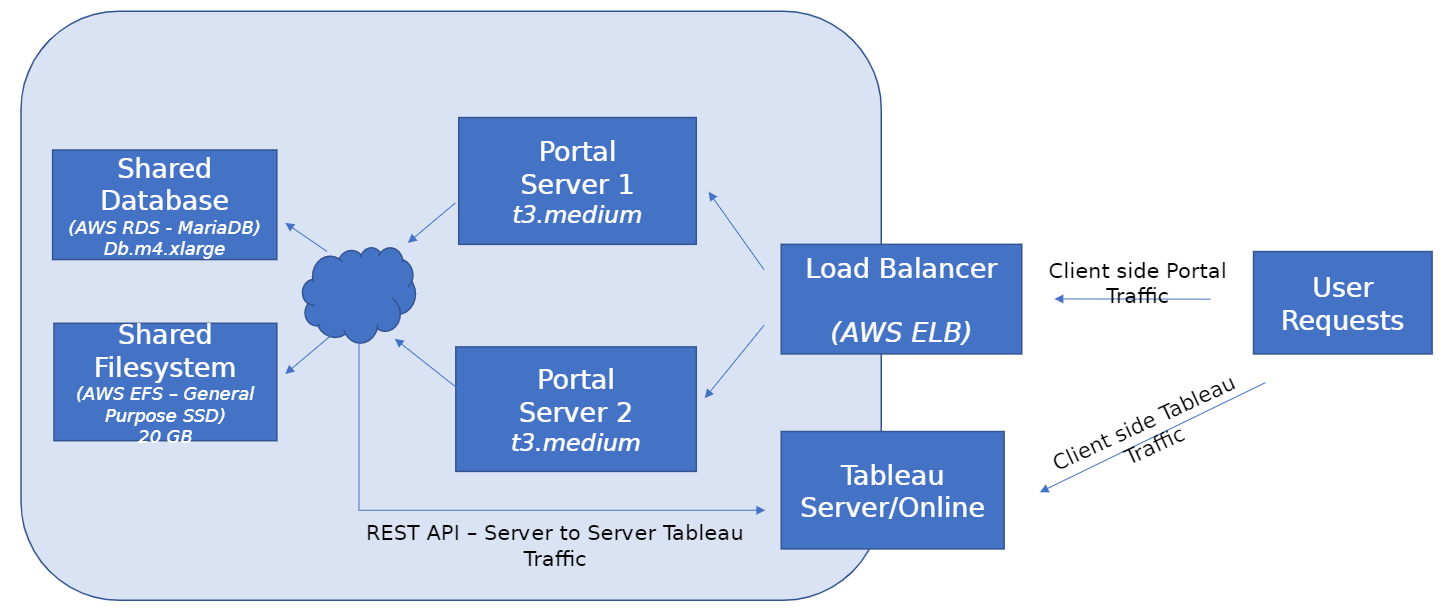 Shared
Database
(AWS RDS - MariaDB)
Db.m4.xlarge
Shared
Filesystem
(AWS EFS – General
Purpose SSD)
20 GB
Portal
Server 1
t3.medium
Portal
Server 2
t3.medium
Load Balancer
(AWS ELB)
Tableau
Server/Online
REST API – Server to Server Tableau
Traffic
Client side Portal
Traffic
Client side Tableau
Traffic
User
Requests